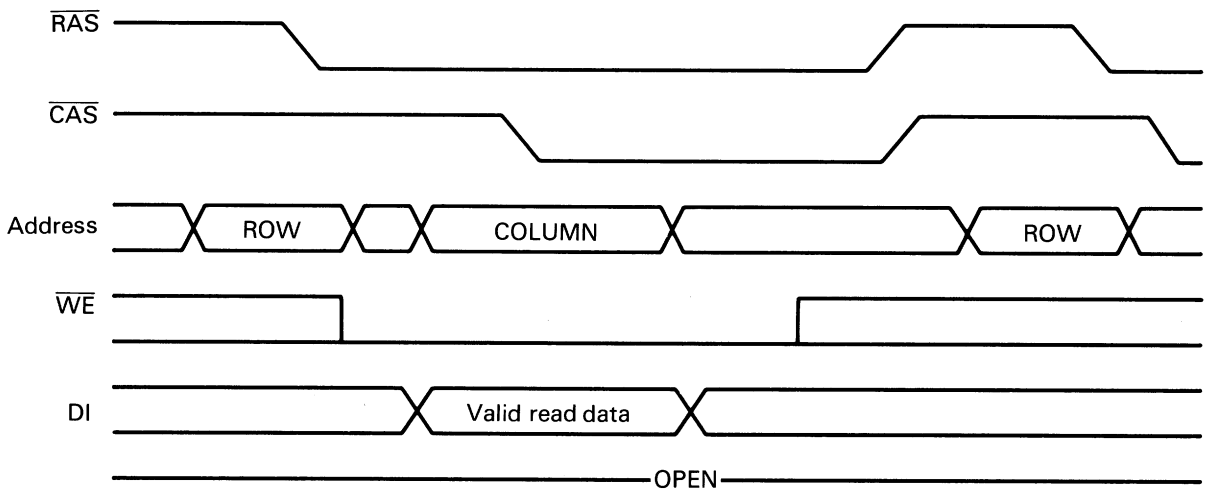 RAS
CAS
Address ROW COLUMN ROW
WE
DI Valid read data
OPEN